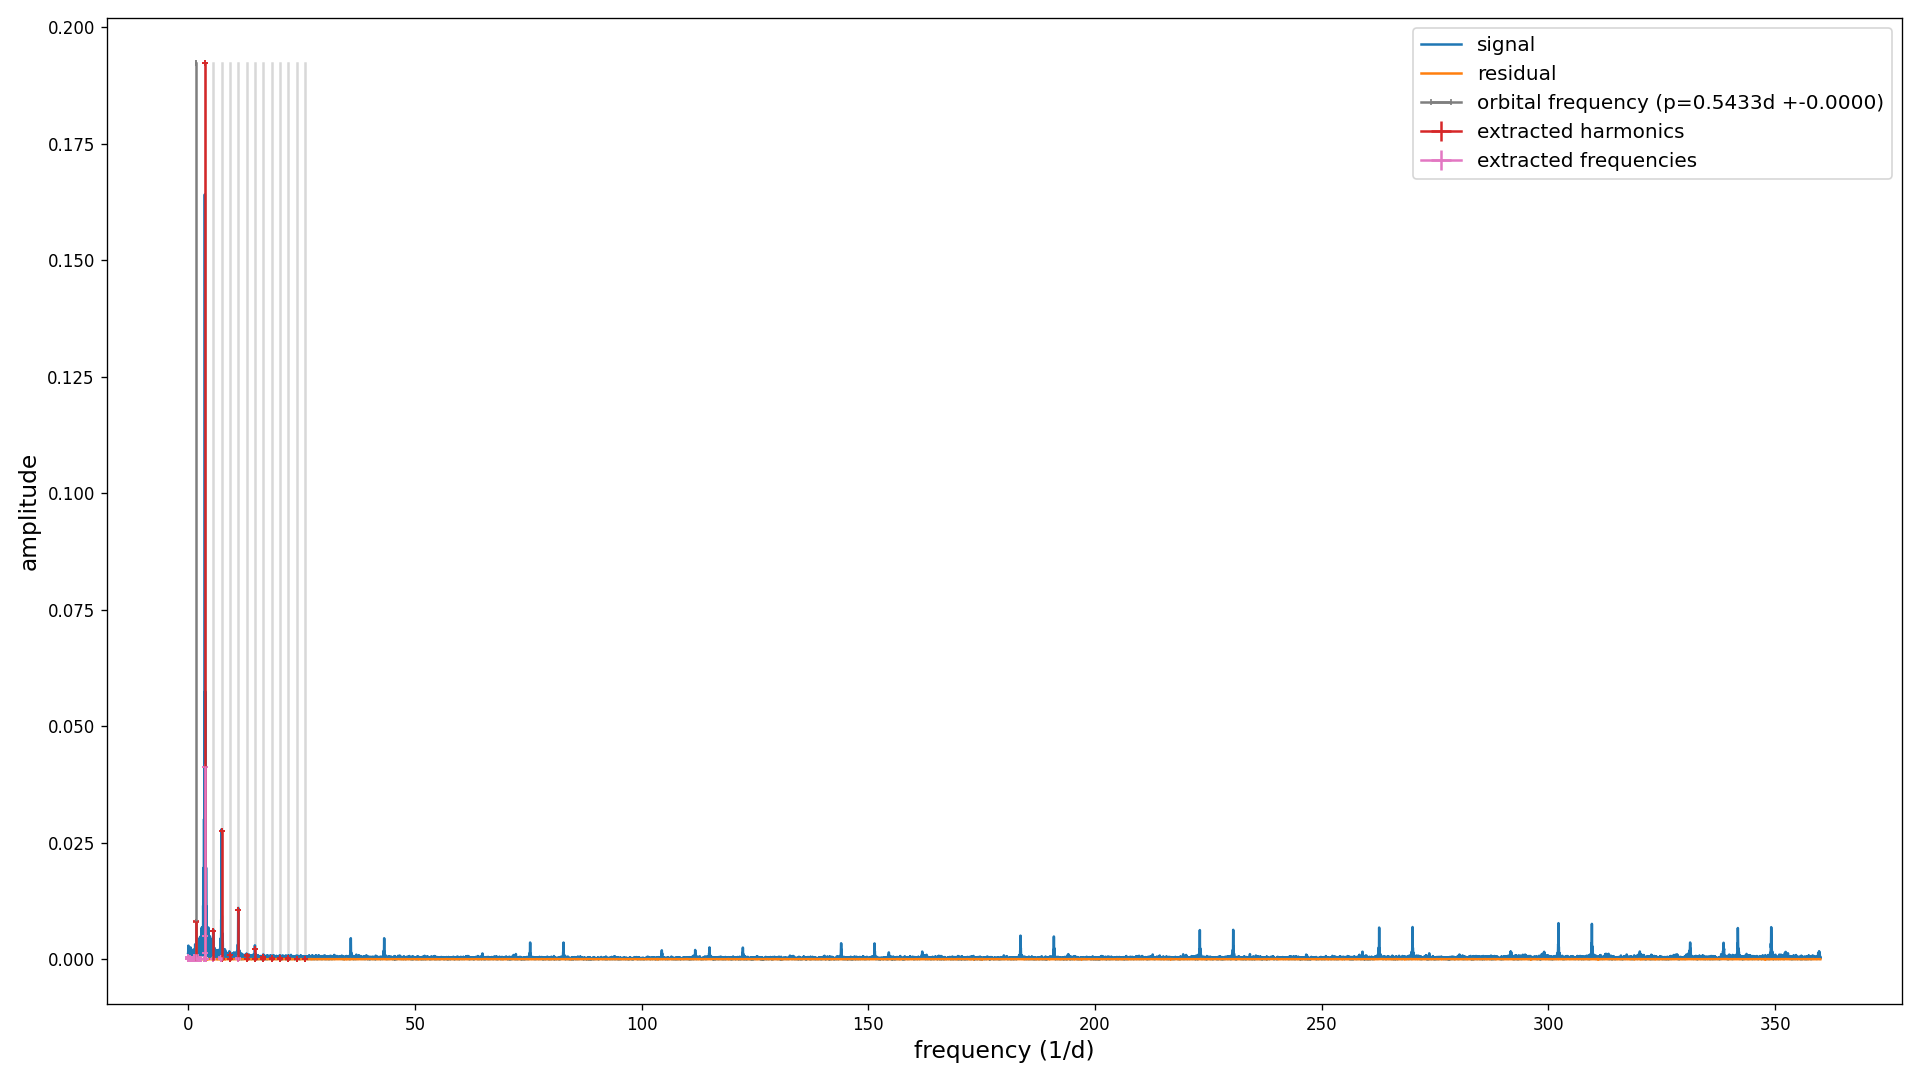 0.200
0.175
0.150
0.125
0.100
0.075
0.050
0.025
0.000
amplitude
0
50
100
150
200
250
300
350
frequency (1/d)
signal
residual
orbital frequency (p=0.5433d +-0.0000)
extracted harmonics
extracted frequencies